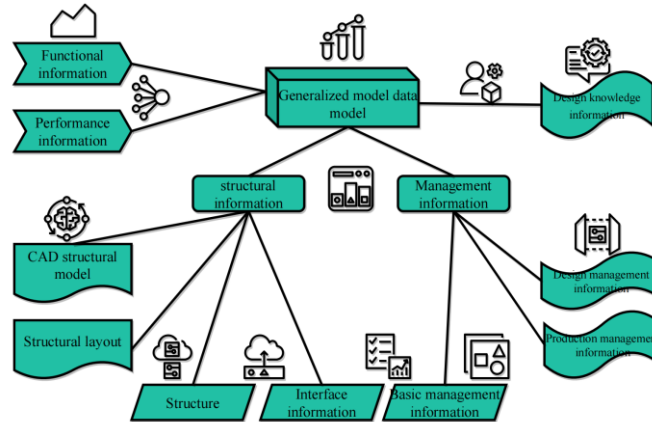 Functional
information
Generalized model data
model
Design knowledge
information
Performance
information
structural
information
Management
information
CAD structural
model
Design management
information
Structural layout
Production management
information
Structure
Interface
information
Basic management
information